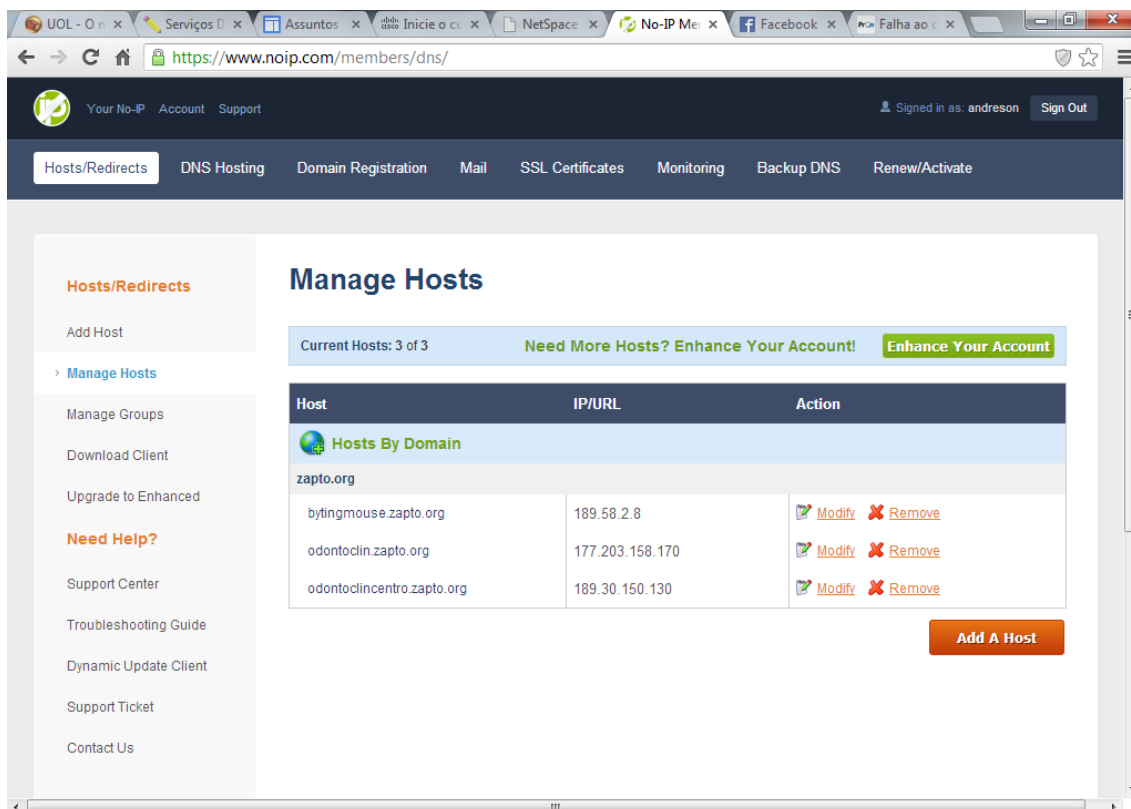 UOL - O n
Serviços D
Assuntos
Inicie o cu
NetSpace
No-IP Me
Facebook
Falha ao c
https://www.noip.com/members/dns/
Your No-IP Account Support
Signed in as: andreson Sign Out
Hosts/Redirects DNS Hosting Domain Registration Mail SSL Certificates Monitoring Backup DNS Renew/Activate
Hosts/Redirects
Add Host
Manage Hosts
Manage Groups
Download Client
Upgrade to Enhanced
Need Help?
Support Center
Troubleshooting Guide
Dynamic Update Client
Support Ticket
Contact Us
Manage Hosts
Current Hosts: 3 of 3 Need More Hosts? Enhance Your Account! Enhance Your Account
Host IP/URL Action
Hosts By Domain
zapto.org
bytingmouse.zapto.org 189.58.2.8 Modify Remove
odontoclin.zapto.org 177.203.158.170 Modify Remove
odontoclincentro.zapto.org 189.30.150.130 Modify Remove
Add A Host